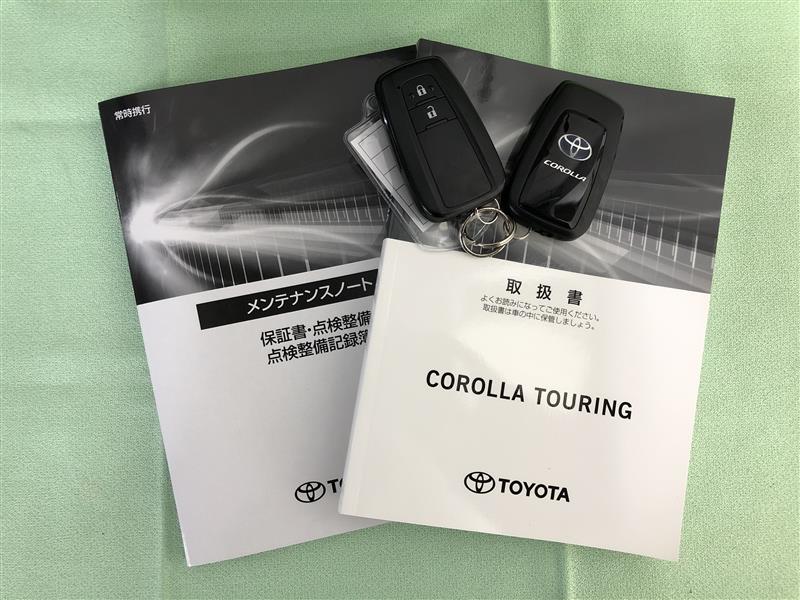 常時携行
メンテナンスノート
保証書・点検整備
点検整備記録簿
COROLLA
取扱書
よくお読みになってご使用ください。
取扱書は車の中に保管しましょう。
COROLLA TOURING
TOYOTA